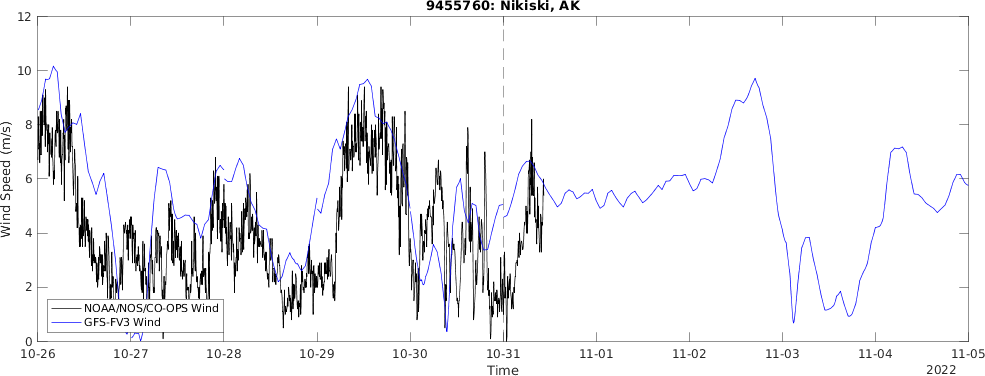 9455760: Nikiski, AK
12
10
8
6
4
2
0
Wind Speed (m/s)
NOAA/NOS/CO-OPS Wind
GFS-FV3 Wind
10-26 10-27 10-28 10-29 10-30 10-31 11-01 11-02 11-03 11-04 11-05
Time
2022